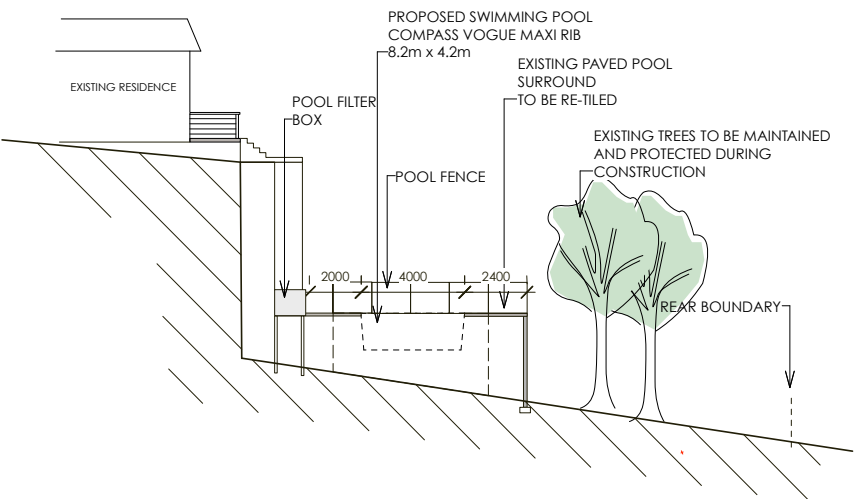 PROPOSED SWIMMING POOL
COMPASS VOGUE MAXI RIB
8.2m x 4.2m
EXISTING PAVED POOL
SURROUND
TO BE RE-TILED
EXISTING RESIDENCE
POOL FILTER
BOX
EXISTING TREES TO BE MAINTAINED
AND PROTECTED DURING
CONSTRUCTION
POOL FENCE
2000
4000
2400
REAR BOUNDARY